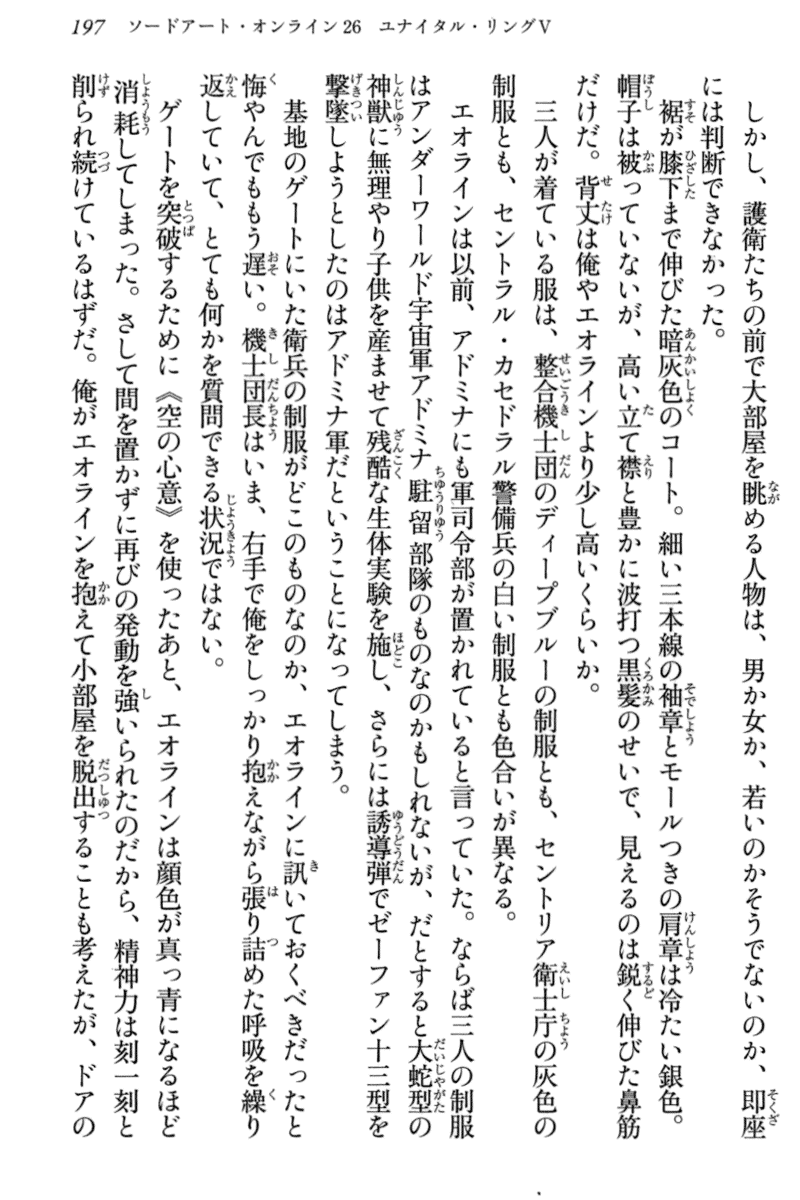 197 ソードアート・オンライン26 ユナイタル・リングⅤ
しかし、護衛たちの前で大部屋を眺める人物は、男か女か、若いのかそうでないのか、即座
には判断できなかった。
裾が膝下まで伸びた暗灰色のコート。細い三本線の袖章とモールつきの肩章は冷たい銀色。
帽子は被っていないが、高い立て襟と豊かに波打つ黒髪のせいで、見えるのは鋭く伸びた鼻筋
だけだ。背丈は俺やエオラインより少し高いくらいか。
三人が着ている服は、整合機士団のディープブルーの制服とも、セントリア衛士庁の灰色の
制服とも、セントラル・カセドラル警備兵の白い制服とも色合いが異なる。
エオラインは以前、アドミナにも軍司令部が置かれていると言っていた。ならば三人の制服
はアンダーワールド宇宙軍アドミナ駐留部隊のものなのかもしれないが、だとすると大蛇型の
神獣に無理やり子供を産ませて残酷な生体実験を施し、さらには誘導弾でゼーファン十三型を
撃墜しようとしたのはアドミナ軍だということになってしまう。
基地のゲートにいた衛兵の制服がどこのものなのか、エオラインに訊いておくべきだったと
悔やんでももう遅い。機士団長はいま、右手で俺をしっかり抱えながら張り詰めた呼吸を繰り
返していて、とても何かを質問できる状況ではない。
ゲートを突破するために《空の心意》を使ったあと、エオラインは顔色が真っ青になるほど
消耗してしまった。さして間を置かずに再びの発動を強いられたのだから、精神力は刻一刻と
削られ続けているはずだ。俺がエオラインを抱えて小部屋を脱出することも考えたが、ドアの